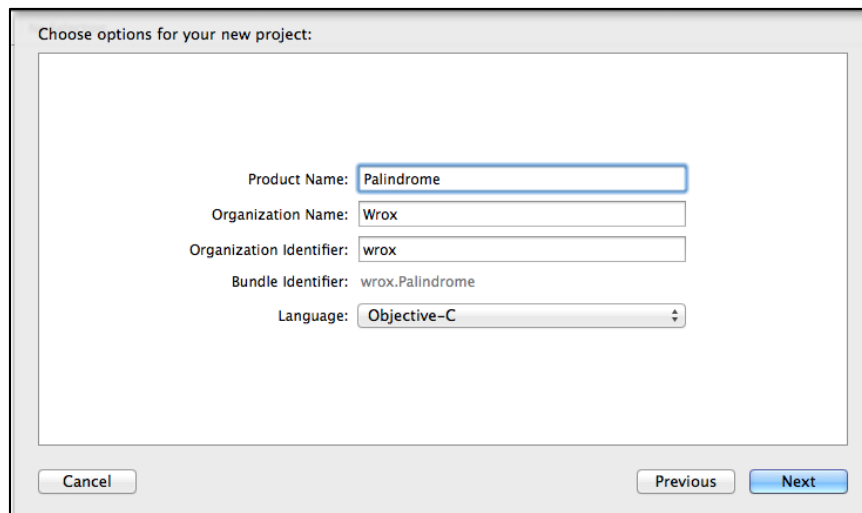 Choose options for your new project:
Product Name: Palindrome
Organization Name: Wrox
Organization Identifier: wrox
Bundle Identifier: wrox.Palindrome
Language: Objective-C
Cancel Previous Next